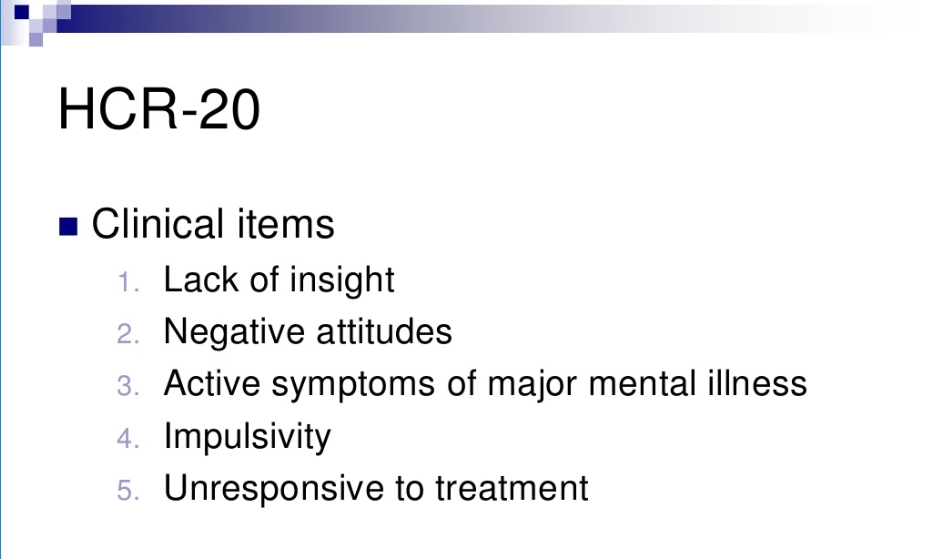 HCR-20
Clinical items
1. Lack of insight
2. Negative attitudes
3. Active symptoms of major mental illness
4. Impulsivity
5. Unresponsive to treatment